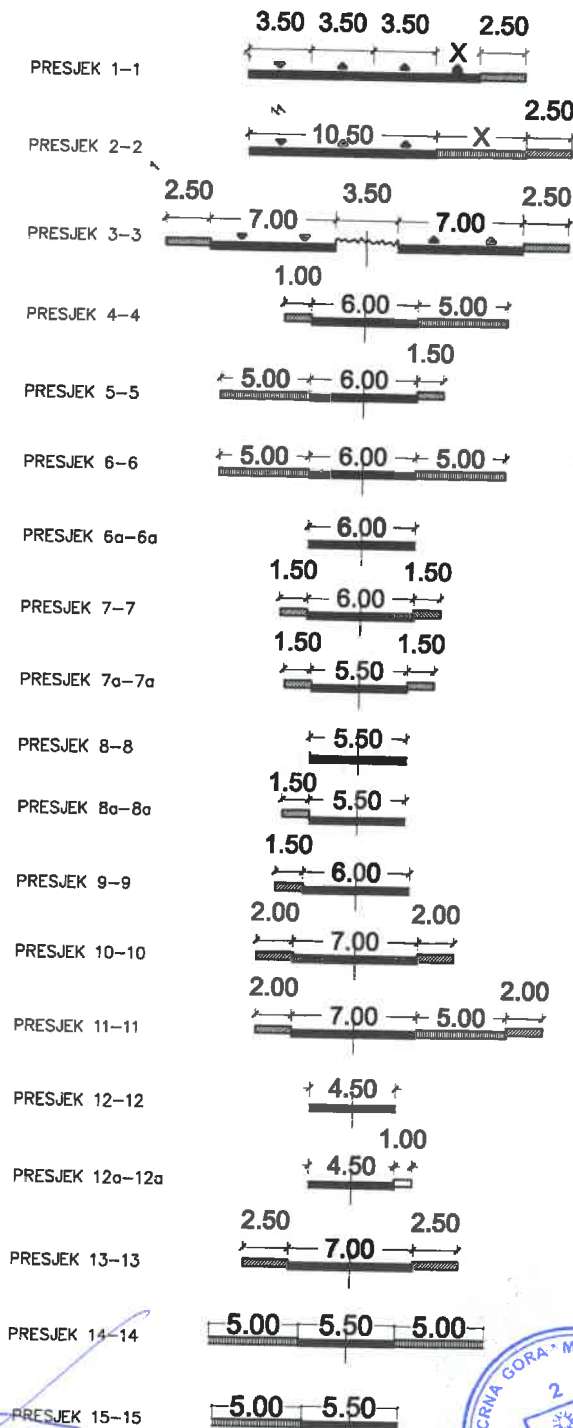 3.50 3.50 3.50 X 2.50
PRESJEK 1-1
2.50
10.50 X
PRESJEK 2-2
2.50 3.50 2.50
7.00 7.00
PRESJEK 3-3
1.00
6.00 5.00
PRESJEK 4-4
1.50
5.00 6.00
PRESJEK 5-5
5.00 6.00 5.00
PRESJEK 6-6
6.00
PRESJEK 6a-6a
1.50 1.50
6.00
PRESJEK 7-7
1.50 1.50
5.50
PRESJEK 7a-7a
5.50
PRESJEK 8-8
1.50
5.50
PRESJEK 8a-8a
1.50
6.00
PRESJEK 9-9
2.00 2.00
7.00
PRESJEK 10-10
2.00 2.00
7.00 5.00
PRESJEK 11-11
4.50
PRESJEK 12-12
1.00
4.50
PRESJEK 12a-12a
2.50 2.50
7.00
PRESJEK 13-13
5.00 5.50 5.00
PRESJEK 14-14
5.00 5.50
PRESJEK 15-15
CRNA GORA * M
2